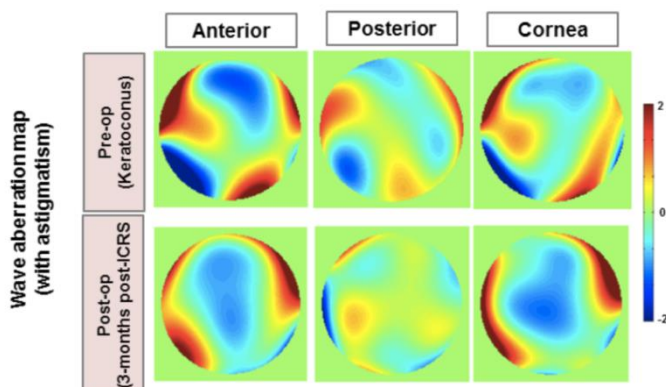 Anterior
Posterior
Cornea
Wave aberration map
(with astigmatism)
Pre-op
(Keratoconus)
2
0
-2
Post-op
(3-months post-ICRS)